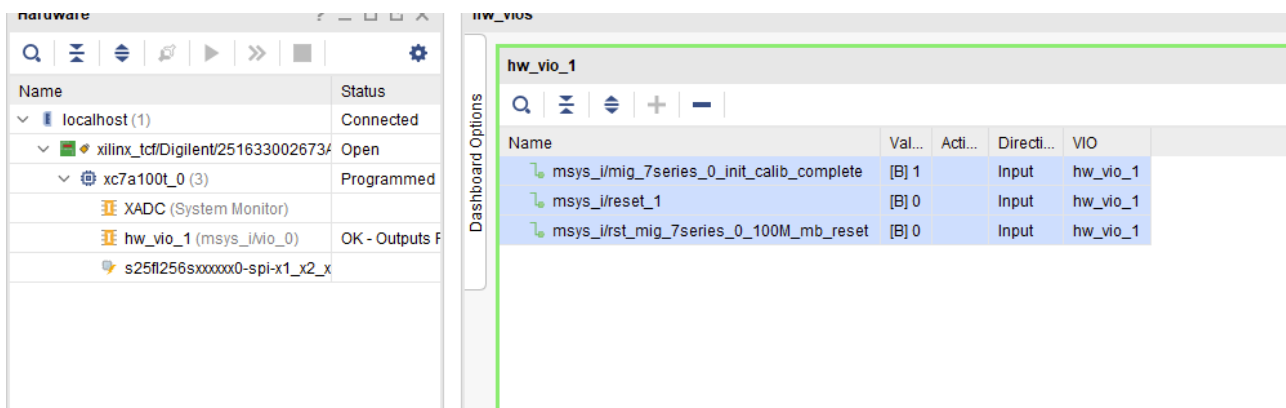 Hardware ? _ □ □ X
Name Status
localhost (1) Connected
xilinx_tcf/Digilent/251633002673A Open
xc7a100t_0 (3) Programmed
XADC (System Monitor)
hw_vio_1 (msys_i/vio_0) OK - Outputs R
s25fl256sxxxxxx0-spi-x1_x2_x
hw_vios
Dashboard Options
hw_vio_1
Name Val... Acti... Directi... VIO
msys_i/mig_7series_0_init_calib_complete [B] 1 Input hw_vio_1
msys_i/reset_1 [B] 0 Input hw_vio_1
msys_i/rst_mig_7series_0_100M_mb_reset [B] 0 Input hw_vio_1